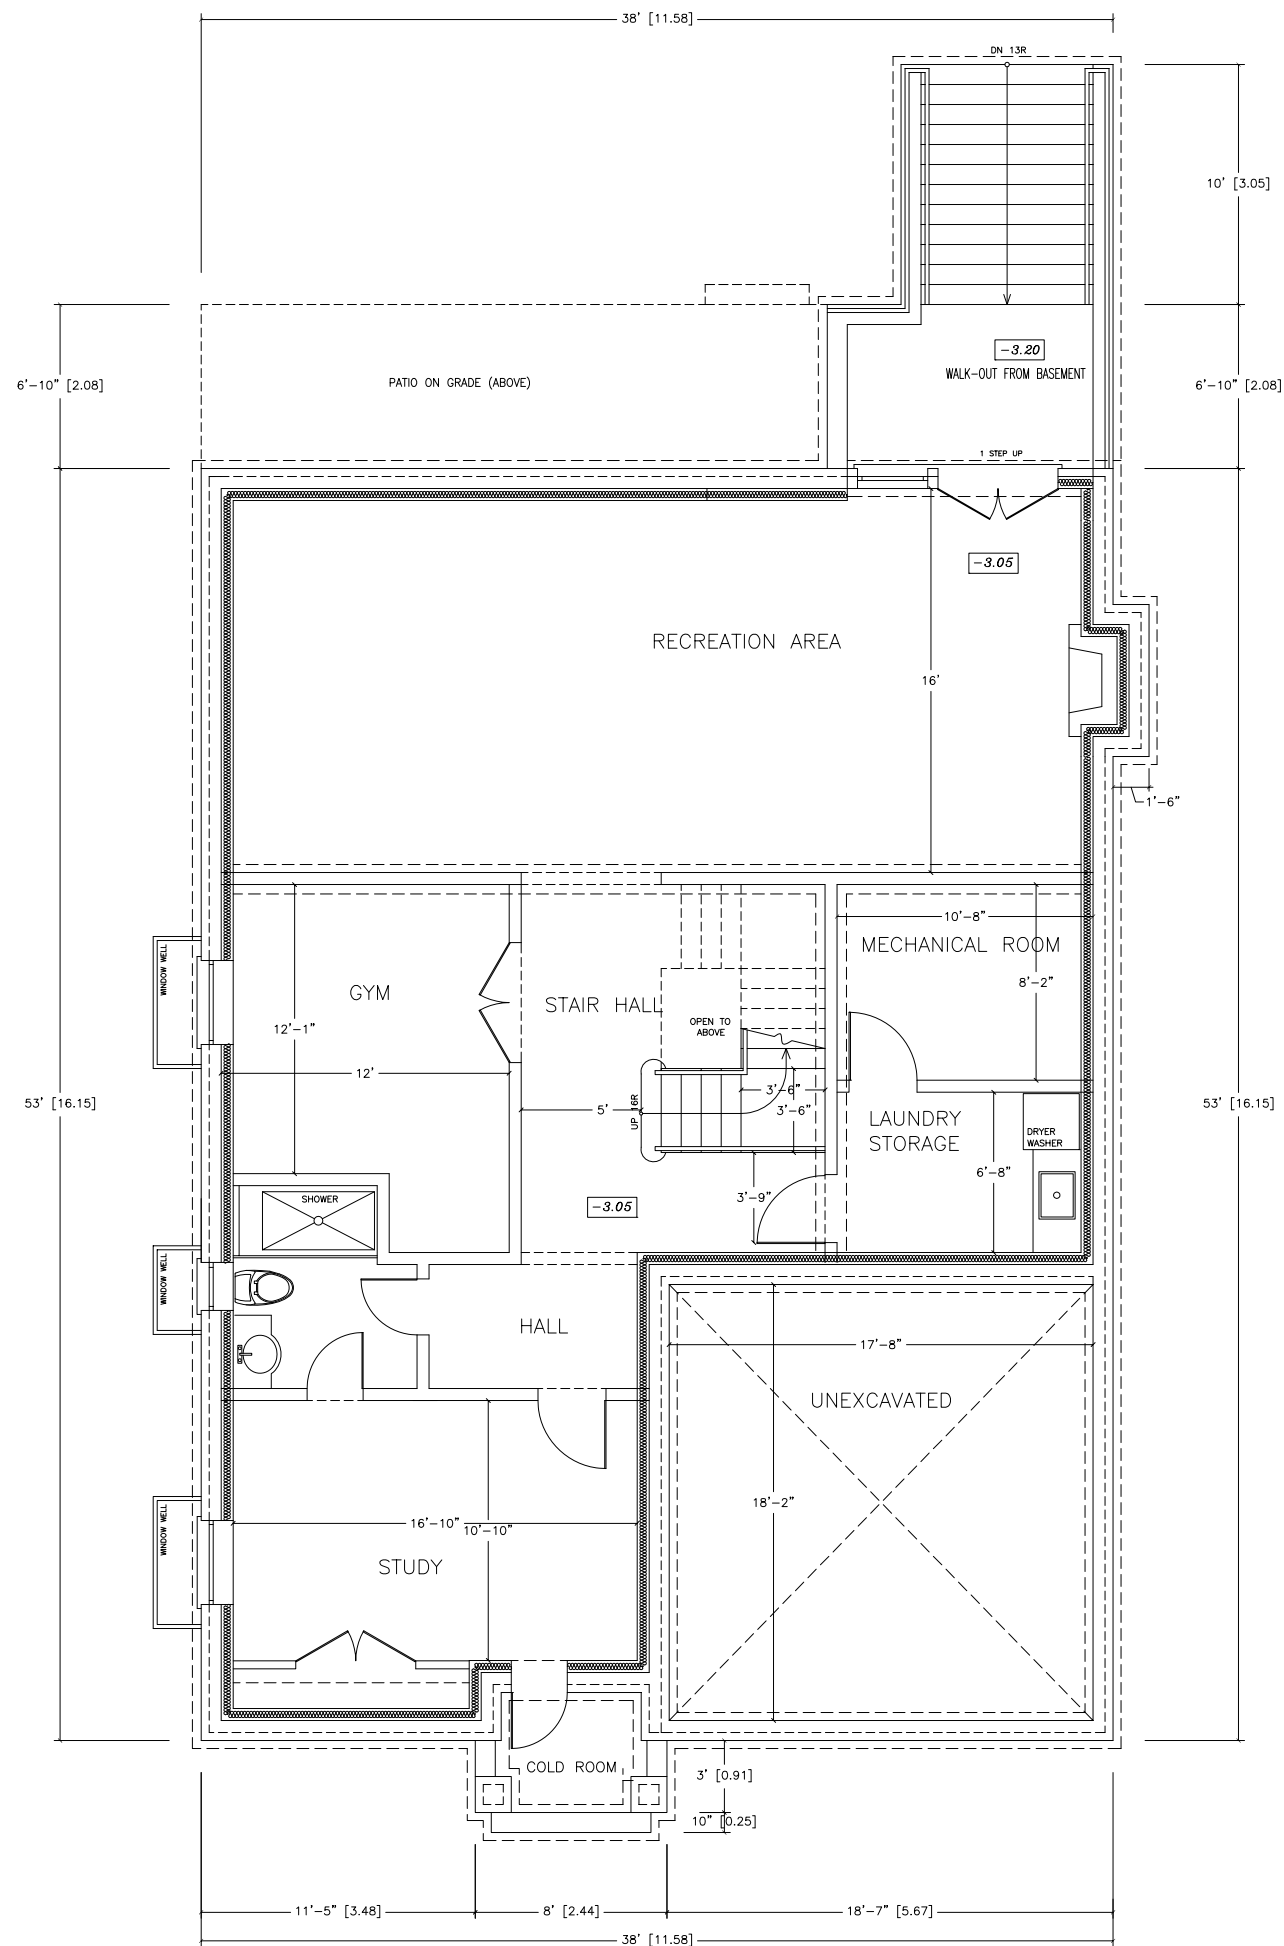 38' [11.58]
DN 13R
10' [3.05]
6'-10" [2.08]
PATIO ON GRADE (ABOVE)
-3.20
WALK-OUT FROM BASEMENT
6'-10" [2.08]
1 STEP UP
-3.05
RECREATION AREA
16'
1'-6"
10'-8"
MECHANICAL ROOM
8'-2"
WINDOW WELL
GYM
STAIR HALL
OPEN TO
ABOVE
12'-1"
12'
3'-6"
3'-6"
5'
UP 16R
53' [16.15]
53' [16.15]
LAUNDRY
STORAGE
DRYER
WASHER
6'-8"
3'-9"
SHOWER
-3.05
WINDOW WELL
HALL
17'-8"
UNEXCAVATED
18'-2"
WINDOW WELL
16'-10"
10'-10"
STUDY
COLD ROOM
3' [0.91]
10" [0.25]
11'-5" [3.48]
8' [2.44]
18'-7" [5.67]
38' [11.58]